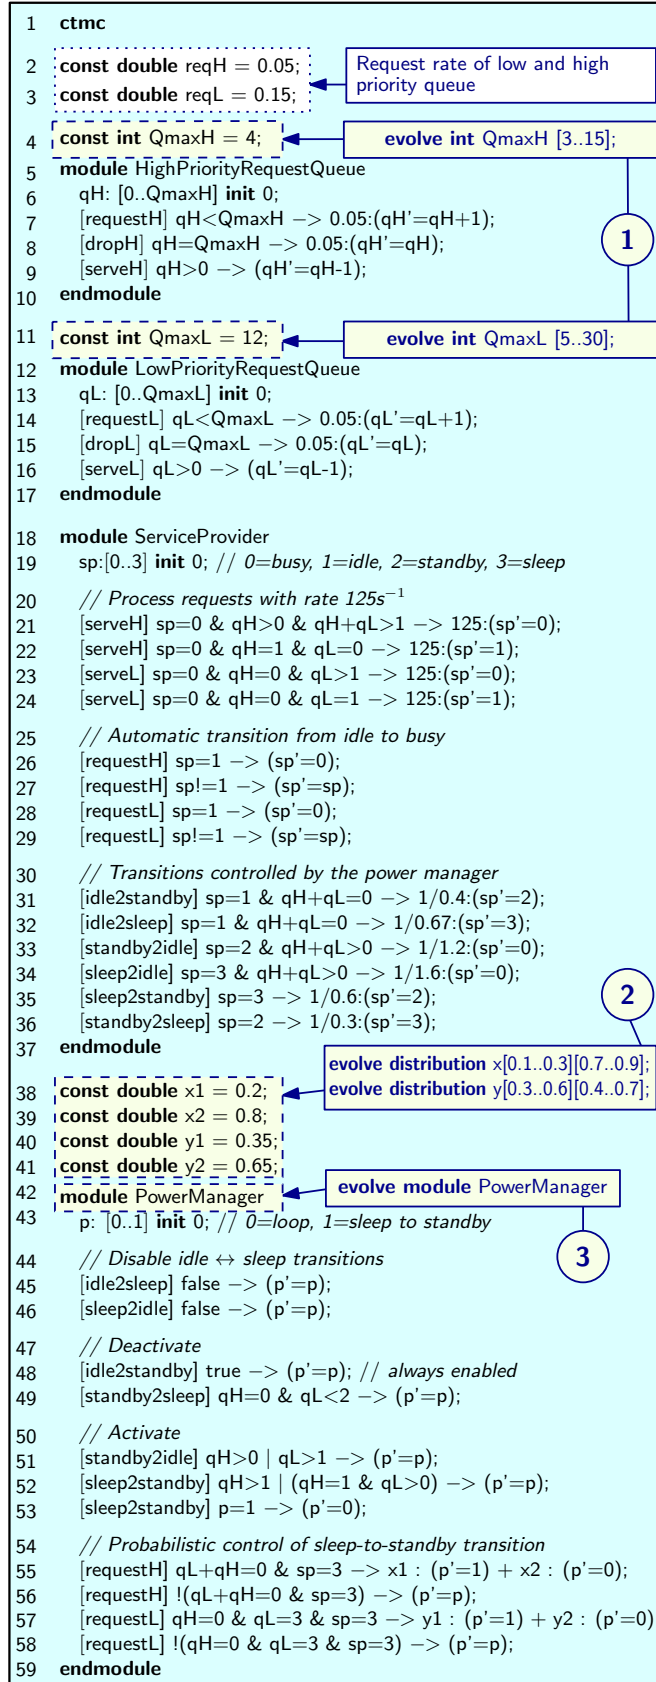 1 ctmc
2 const double reqH = 0.05;
3 const double reqL = 0.15;
Request rate of low and high
priority queue
4 const int QmaxH = 4;
evolve int QmaxH [3..15];
5 module HighPriorityRequestQueue
6 qH: [0..QmaxH] init 0;
7 [requestH] qH<QmaxH −> 0.05:(qH'=qH+1);
8 [dropH] qH=QmaxH −> 0.05:(qH'=qH);
9 [serveH] qH>0 −> (qH'=qH-1);
10 endmodule
1
11 const int QmaxL = 12;
evolve int QmaxL [5..30];
12 module LowPriorityRequestQueue
13 qL: [0..QmaxL] init 0;
14 [requestL] qL<QmaxL −> 0.05:(qL'=qL+1);
15 [dropL] qL=QmaxL −> 0.05:(qL'=qL);
16 [serveL] qL>0 −> (qL'=qL-1);
17 endmodule
18 module ServiceProvider
19 sp:[0..3] init 0; // 0=busy, 1=idle, 2=standby, 3=sleep
20 // Process requests with rate 125s⁻¹
21 [serveH] sp=0 & qH>0 & qH+qL>1 −> 125:(sp'=0);
22 [serveH] sp=0 & qH=1 & qL=0 −> 125:(sp'=1);
23 [serveL] sp=0 & qH=0 & qL>1 −> 125:(sp'=0);
24 [serveL] sp=0 & qH=0 & qL=1 −> 125:(sp'=1);
25 // Automatic transition from idle to busy
26 [requestH] sp=1 −> (sp'=0);
27 [requestH] sp!=1 −> (sp'=sp);
28 [requestL] sp=1 −> (sp'=0);
29 [requestL] sp!=1 −> (sp'=sp);
30 // Transitions controlled by the power manager
31 [idle2standby] sp=1 & qH+qL=0 −> 1/0.4:(sp'=2);
32 [idle2sleep] sp=1 & qH+qL=0 −> 1/0.67:(sp'=3);
33 [standby2idle] sp=2 & qH+qL>0 −> 1/1.2:(sp'=0);
34 [sleep2idle] sp=3 & qH+qL>0 −> 1/1.6:(sp'=0);
35 [sleep2standby] sp=3 −> 1/0.6:(sp'=2);
36 [standby2sleep] sp=2 −> 1/0.3:(sp'=3);
37 endmodule
2
evolve distribution x[0.1..0.3][0.7..0.9];
evolve distribution y[0.3..0.6][0.4..0.7];
38 const double x1 = 0.2;
39 const double x2 = 0.8;
40 const double y1 = 0.35;
41 const double y2 = 0.65;
42 module PowerManager
evolve module PowerManager
43 p: [0..1] init 0; // 0=loop, 1=sleep to standby
3
44 // Disable idle ↔ sleep transitions
45 [idle2sleep] false −> (p'=p);
46 [sleep2idle] false −> (p'=p);
47 // Deactivate
48 [idle2standby] true −> (p'=p); // always enabled
49 [standby2sleep] qH=0 & qL<2 −> (p'=p);
50 // Activate
51 [standby2idle] qH>0 | qL>1 −> (p'=p);
52 [sleep2standby] qH>1 | (qH=1 & qL>0) −> (p'=p);
53 [sleep2standby] p=1 −> (p'=0);
54 // Probabilistic control of sleep-to-standby transition
55 [requestH] qL+qH=0 & sp=3 −> x1 : (p'=1) + x2 : (p'=0);
56 [requestH] !(qL+qH=0 & sp=3) −> (p'=p);
57 [requestL] qH=0 & qL=3 & sp=3 −> y1 : (p'=1) + y2 : (p'=0)
58 [requestL] !(qH=0 & qL=3 & sp=3) −> (p'=p);
59 endmodule